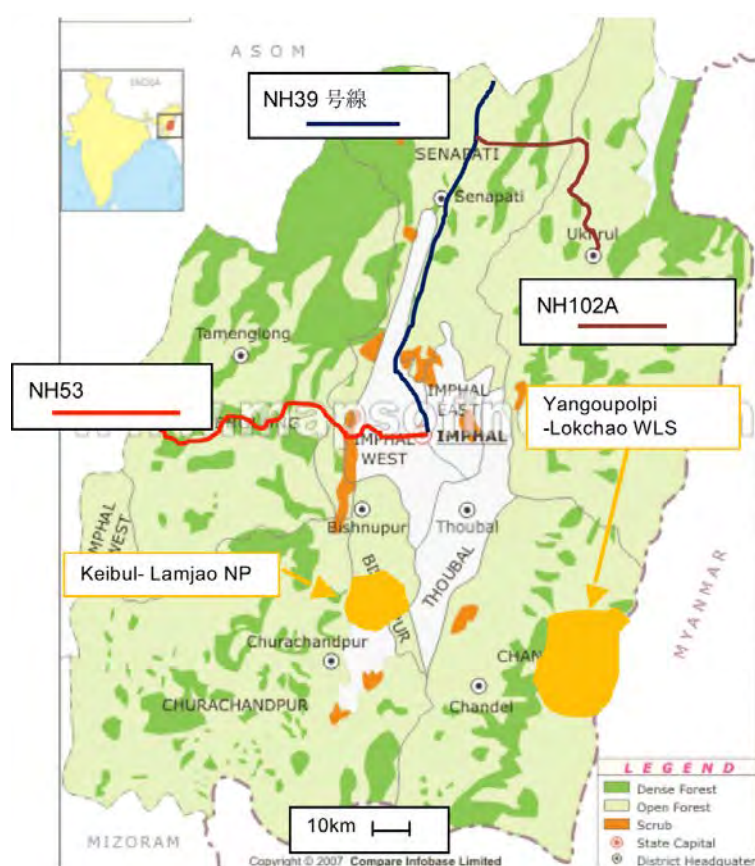 ASOM
INDIA
NH39 号線
SENAPATI
Senapati
Ukhrul
NH102A
Tamenglong
NH53
IMPHAL
EAST
Yangoupolpi
-Lokchao WLS
IMPHAL
WEST
IMPHAL
Bishnupur
Thoubal
IMPHAL
WEST
THOUBAL
Keibul- Lamjao NP
Churachandpur
Chandel
CHURACHANDPUR
MYANMAR
LEGEND
Dense Forest
Open Forest
Scrub
State Capital
District Headquater
10km
MIZORAM
Copyright © 2007 Compare Infobase Limited